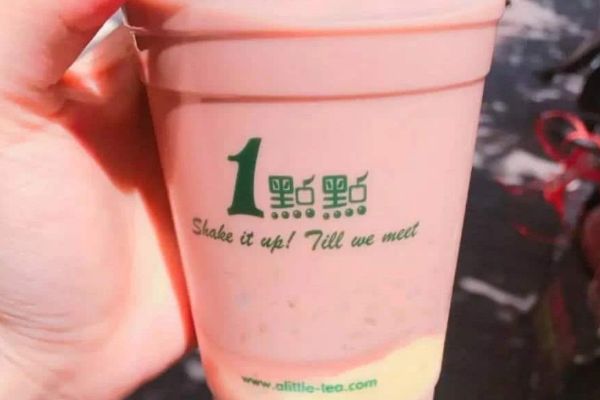 1點點
Shake it up! Till we meet
www.alittle-tea.com